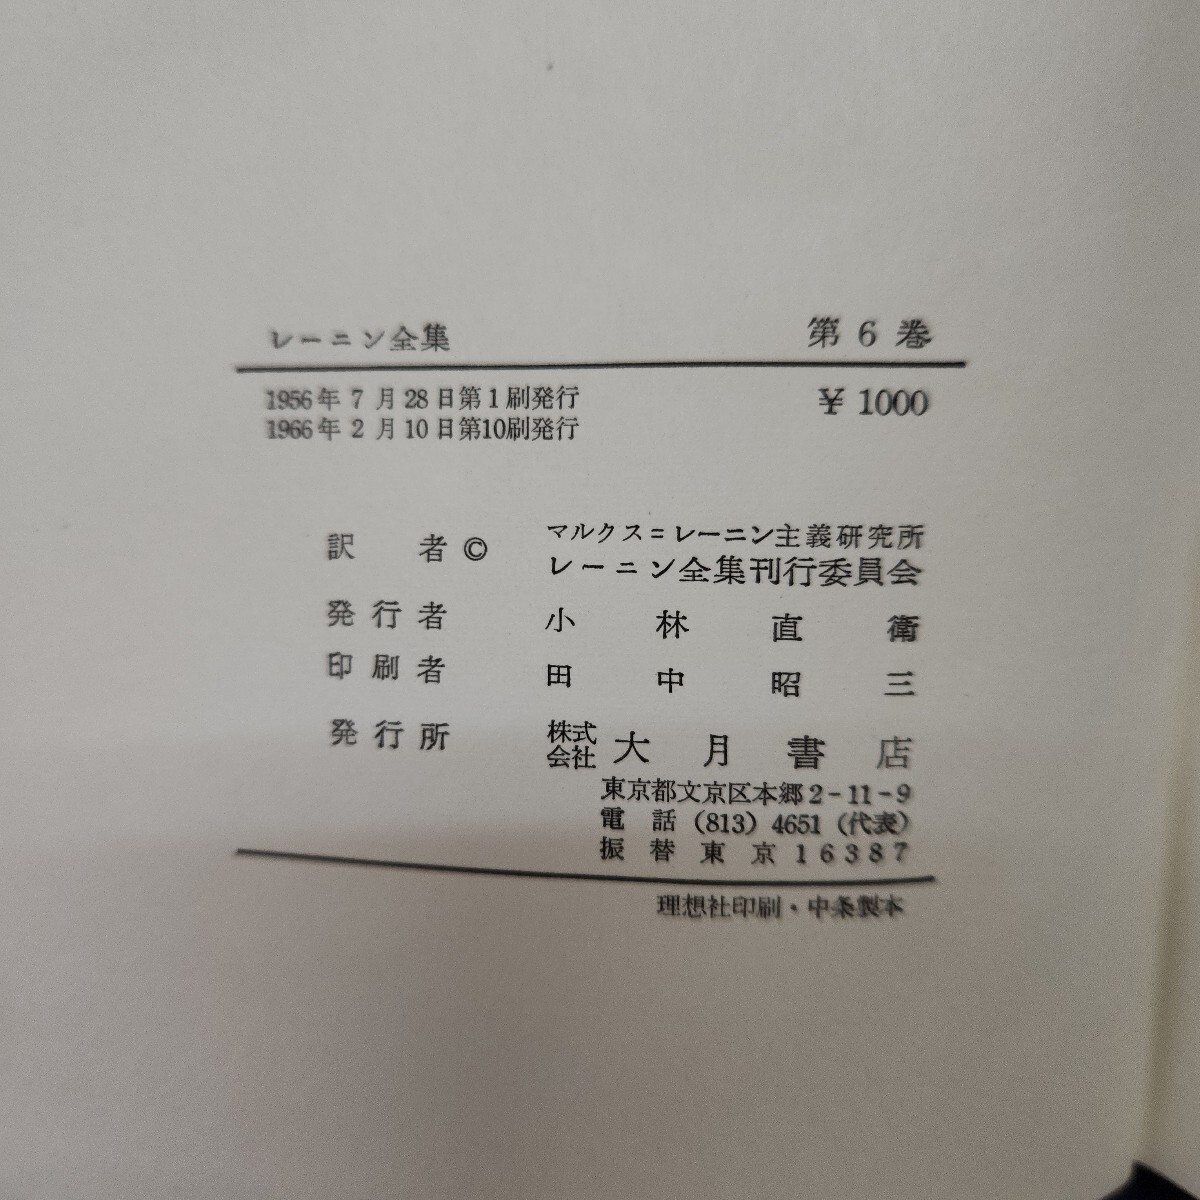 レーニン全集 第6巻
1956年7月28日第1刷発行 ¥1000
1966年2月10日第10刷発行
訳者© マルクス=レーニン主義研究所
レーニン全集刊行委員会
発行者 小林直衛
印刷者 田中昭三
発行所 株式会社 大月書店
東京都文京区本郷2-11-9
電話 (813) 4651 (代表)
振替東京16387
理想社印刷・中条製本